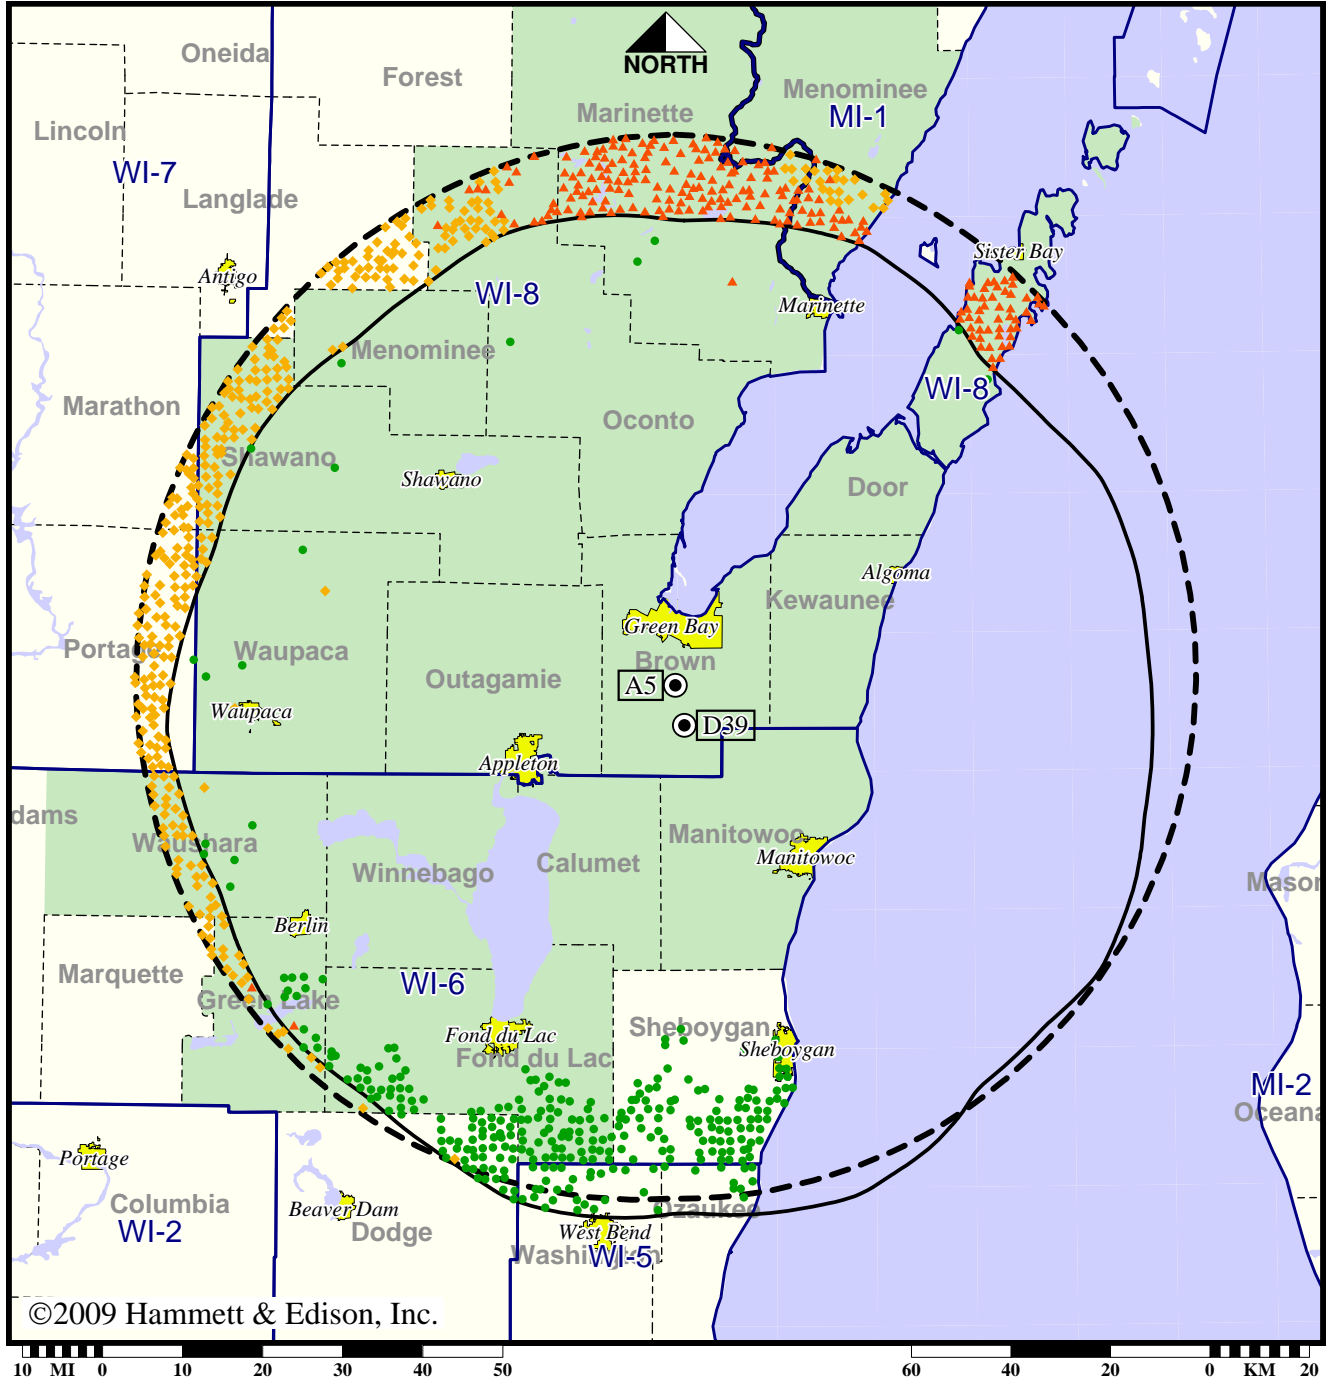 Oneida
Forest
NORTH
Menominee
MI-1
Marinette
Lincoln
WI-7
Langlade
Sister Bay
Antigo
WI-8
Marinette
Menominee
WI-8
Marathon
Oconto
Shawano
Shawano
Door
Algoma
Kewaunee
Green Bay
Portage
Waupaca
Brown
Outagamie
A5
Waupaca
D39
Appleton
dams
Waushara
Manitowoc
Winnebago
Calumet
Manitowoc
Mason
Berlin
Marquette
WI-6
Green Lake
Sheboygan
Fond du Lac
Sheboygan
Fond du Lac
MI-2
Oceana
Portage
Columbia
Beaver Dam
Ozaukee
WI-2
Dodge
West Bend
Washington
WI-5
©2009 Hammett & Edison, Inc.
10 MI 0 10 20 30 40 50 60 40 20 0 KM 20